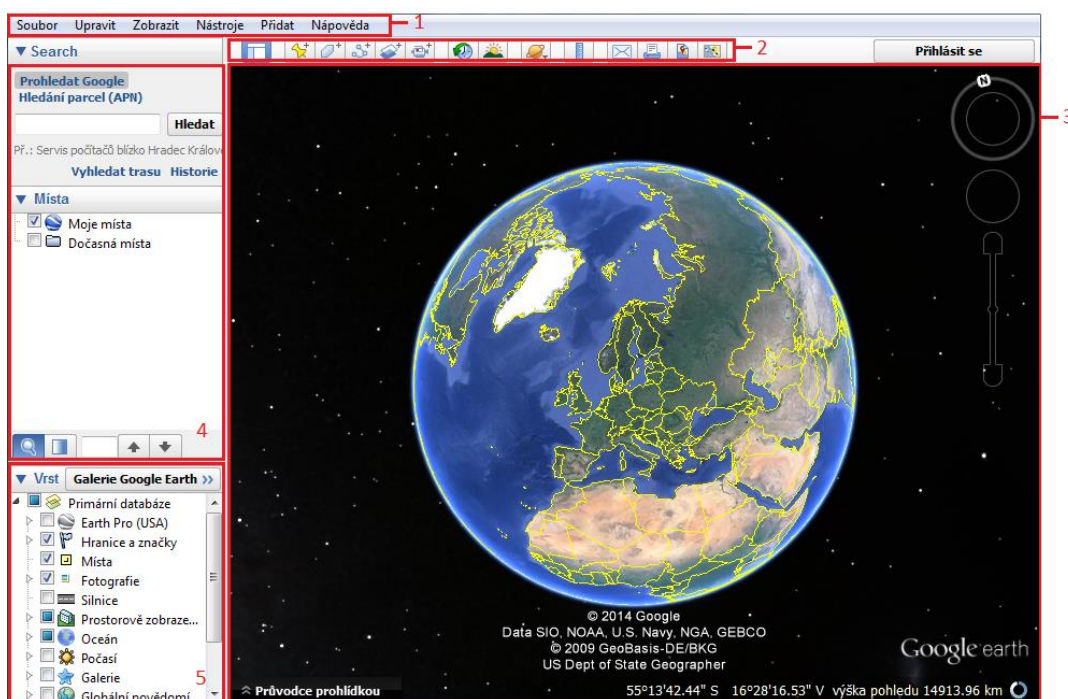 Soubor Upravit Zobrazit Nástroje Přidat Nápověda
1
Search
2
Přihlásit se
Prohledat Google
Hledání parcel (APN)
Hledat
Př.: Servis počítačů blízko Hradec Králov
Vyhledat trasu Historie
Místa
Moje místa
Dočasná místa
N
3
4
Vrst Galerie Google Earth >>
Primární databáze
Earth Pro (USA)
Hranice a značky
Místa
Fotografie
Silnice
Prostorové zobraze...
Oceán
Počasí
Galerie
Globální povědomí
5
© 2014 Google
Data SIO, NOAA, U.S. Navy, NGA, GEBCO
© 2009 GeoBasis-DE/BKG
US Dept of State Geographer
Google earth
Průvodce prohlídkou
55°13'42.44" S 16°28'16.53" V výška pohledu 14913.96 km